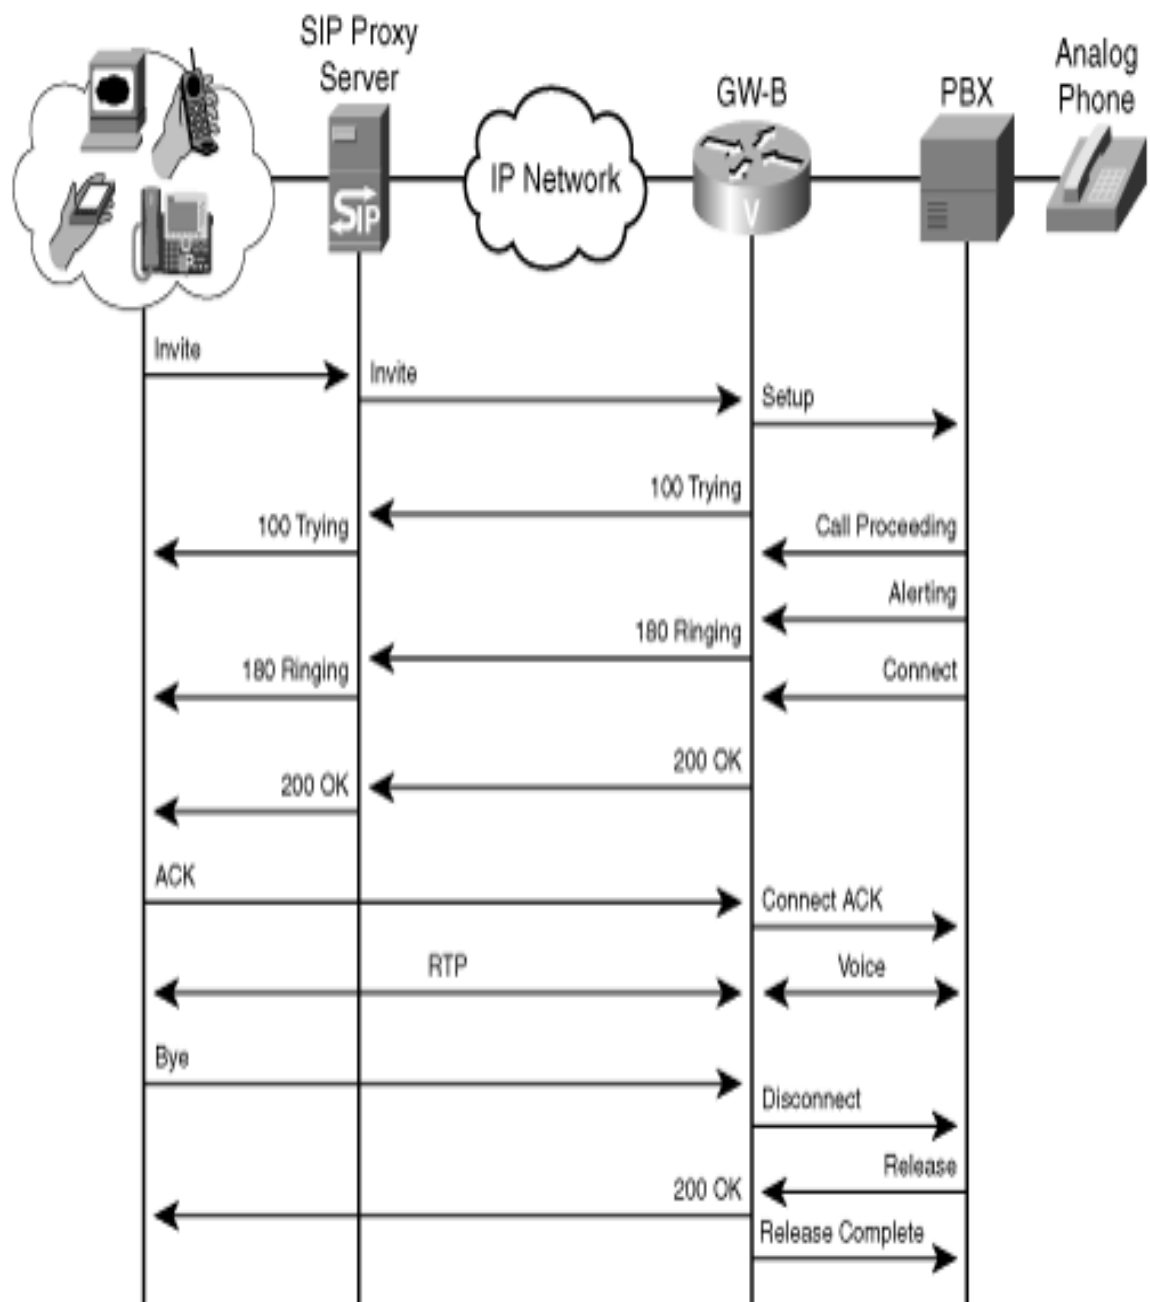 SIP Proxy
Server
GW-B
PBX
Analog
Phone
IP Network
SIP
V
IP
Invite
Invite
Setup
100 Trying
100 Trying
Call Proceeding
Alerting
180 Ringing
180 Ringing
Connect
200 OK
200 OK
ACK
Connect ACK
RTP
Voice
Bye
Disconnect
Release
200 OK
Release Complete